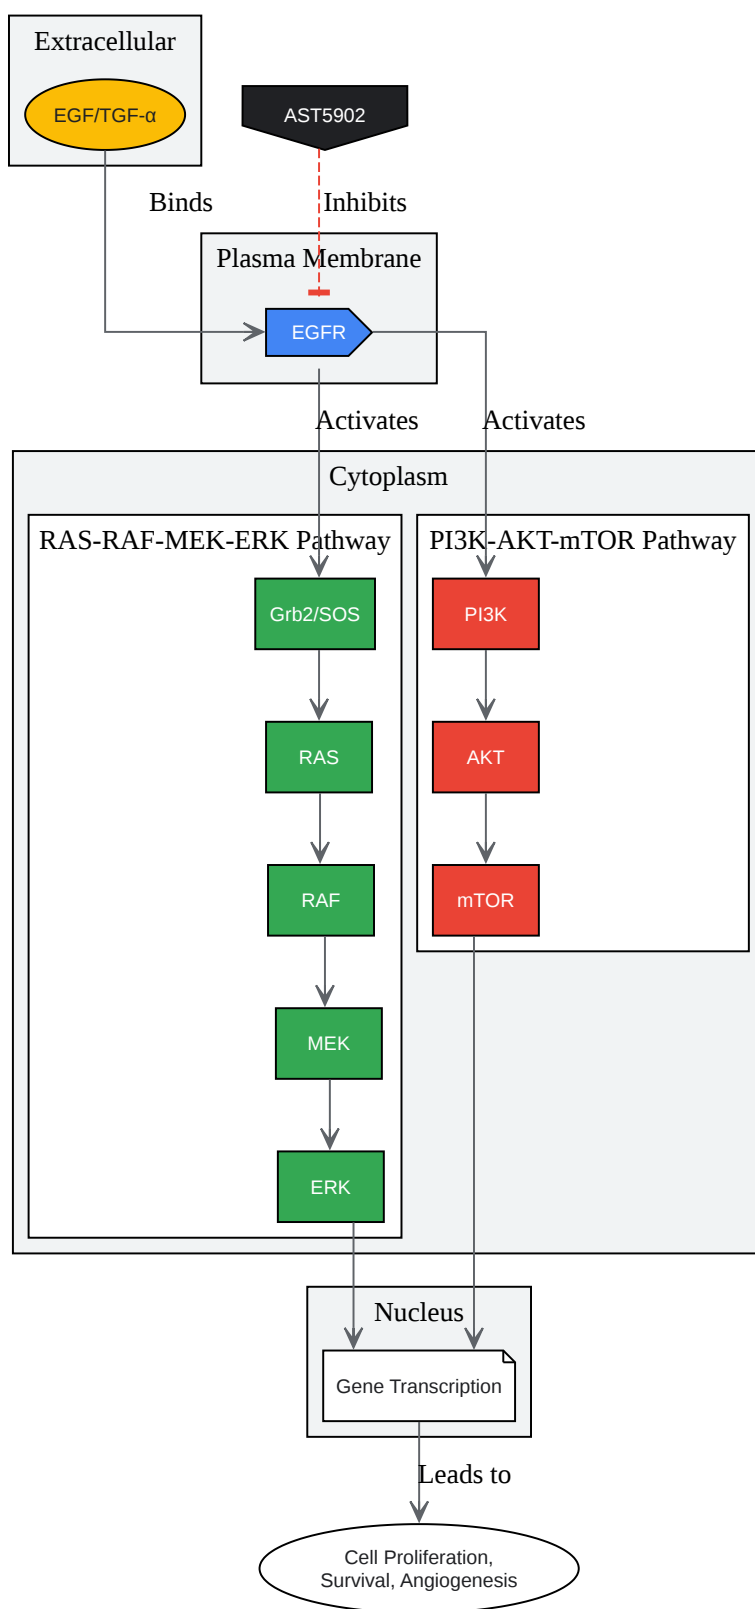 Extracellular
EGF/TGF-α
AST5902
Binds
Inhibits
Plasma Membrane
EGFR
Activates
Activates
Cytoplasm
RAS-RAF-MEK-ERK Pathway
PI3K-AKT-mTOR Pathway
Grb2/SOS
PI3K
RAS
AKT
RAF
mTOR
MEK
ERK
Nucleus
Gene Transcription
Leads to
Cell Proliferation,
Survival, Angiogenesis